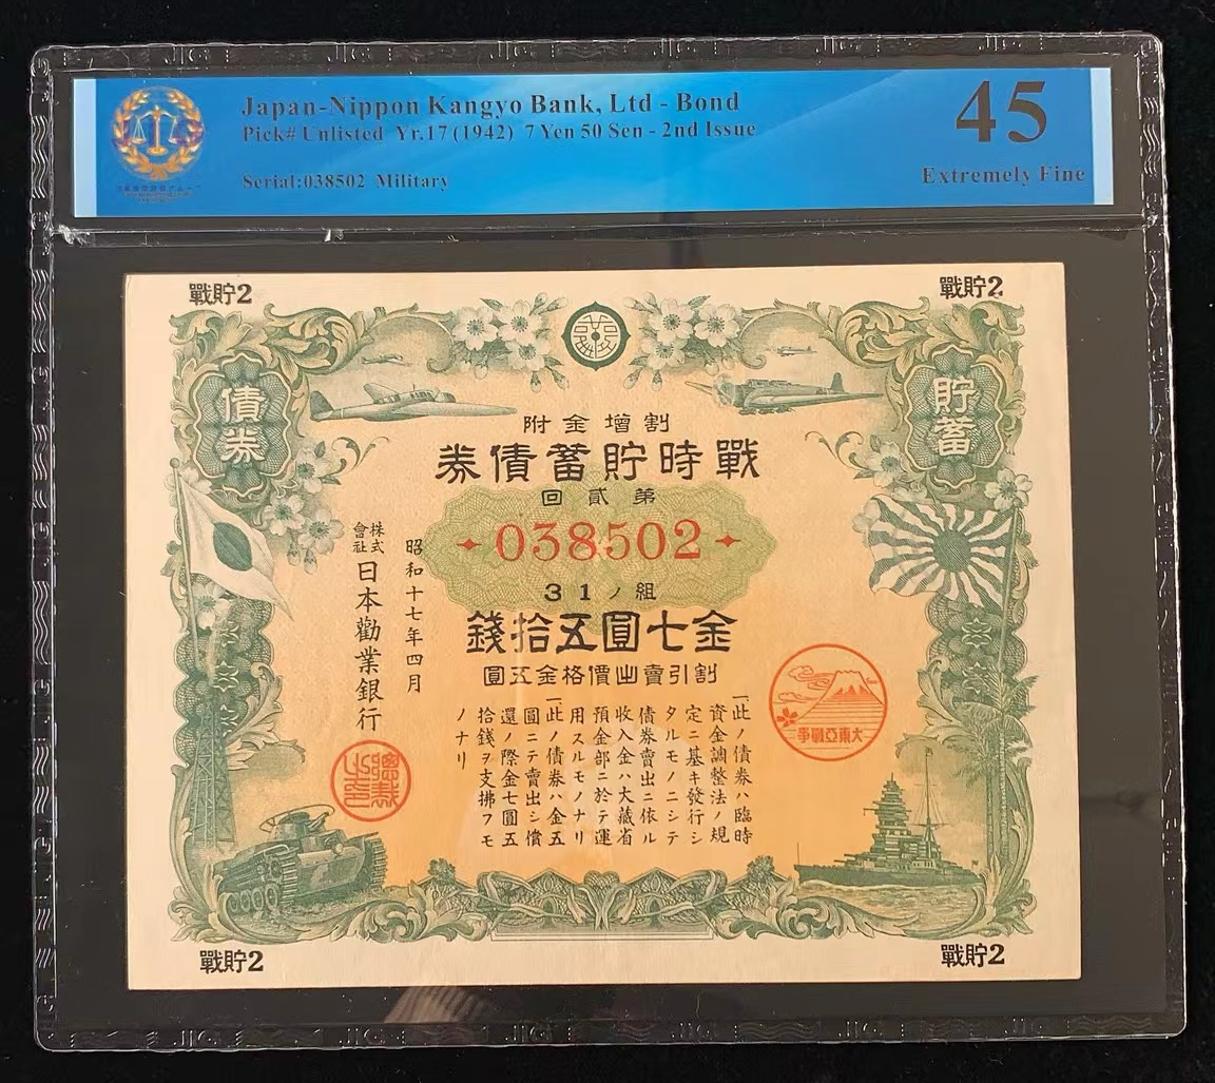 Japan-Nippon Kangyo Bank, Ltd - Bond
Pick# Unlisted Yr.17 (1942) 7 Yen 50 Sen - 2nd Issue
Serial:038502 Military
45
Extremely Fine
戰貯2
戰貯2
債券
貯蓄
附金增割
券債蓄貯時戰
回貳第
038502
31ノ組
錢拾五圓七金
圓五金格價出賣引割
大東亞戰爭
一此ノ債券ハ臨時
資金調整法ノ規
定ニ基キ發行シ
タルモノニシテ
債券賣出ニ依ル
收入金ハ大藏省
預金部ニ於テ運
用スルモノナリ
一此ノ債券ハ金五
圓ニテ賣出シ償
還ノ際金七圓五
拾錢ヲ支拂フモ
ノナリ
昭和十七年四月
株式會社日本勸業銀行
戰貯2
戰貯2